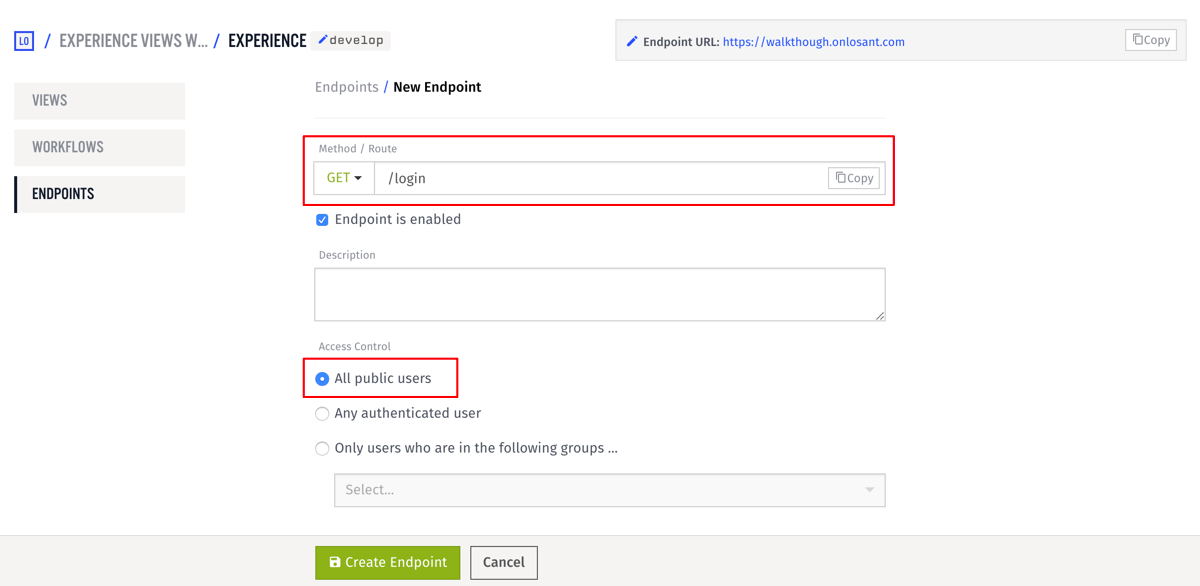 LO / EXPERIENCE VIEWS W... / EXPERIENCE develop
Endpoint URL: https://walkthough.onlosant.com Copy
VIEWS
WORKFLOWS
ENDPOINTS
Endpoints / New Endpoint
Method / Route
GET /login Copy
Endpoint is enabled
Description
Access Control
All public users
Any authenticated user
Only users who are in the following groups ...
Select...
Create Endpoint Cancel